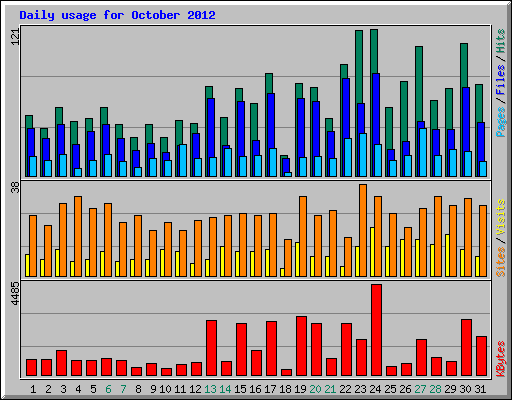 Daily usage for October 2012
121
Pages / Files / Hits
38
Sites / Visits
4485
KBytes
1 2 3 4 5 6 7 8 9 10 11 12 13 14 15 16 17 18 19 20 21 22 23 24 25 26 27 28 29 30 31